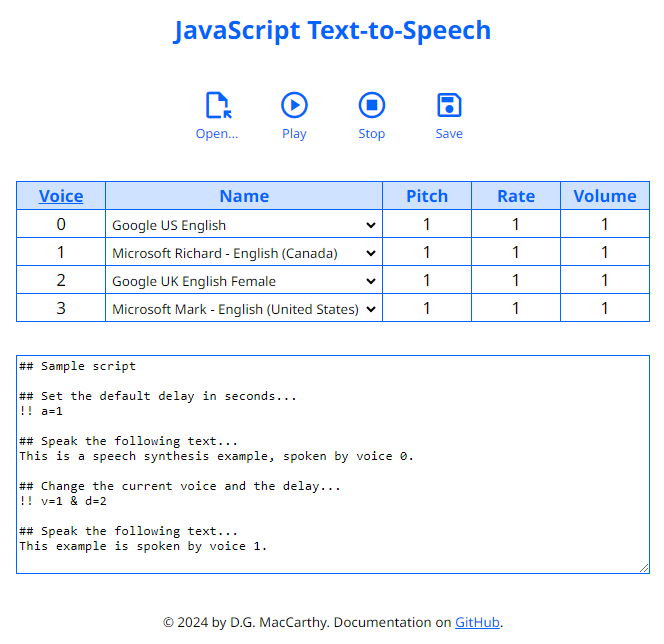 JavaScript Text-to-Speech
Open... Play Stop Save
Voice Name Pitch Rate Volume
0 Google US English 1 1 1
1 Microsoft Richard - English (Canada) 1 1 1
2 Google UK English Female 1 1 1
3 Microsoft Mark - English (United States) 1 1 1
## Sample script
## Set the default delay in seconds...
!! a=1
## Speak the following text...
This is a speech synthesis example, spoken by voice 0.
## Change the current voice and the delay...
!! v=1 & d=2
## Speak the following text...
This example is spoken by voice 1.
© 2024 by D.G. MacCarthy. Documentation on GitHub.